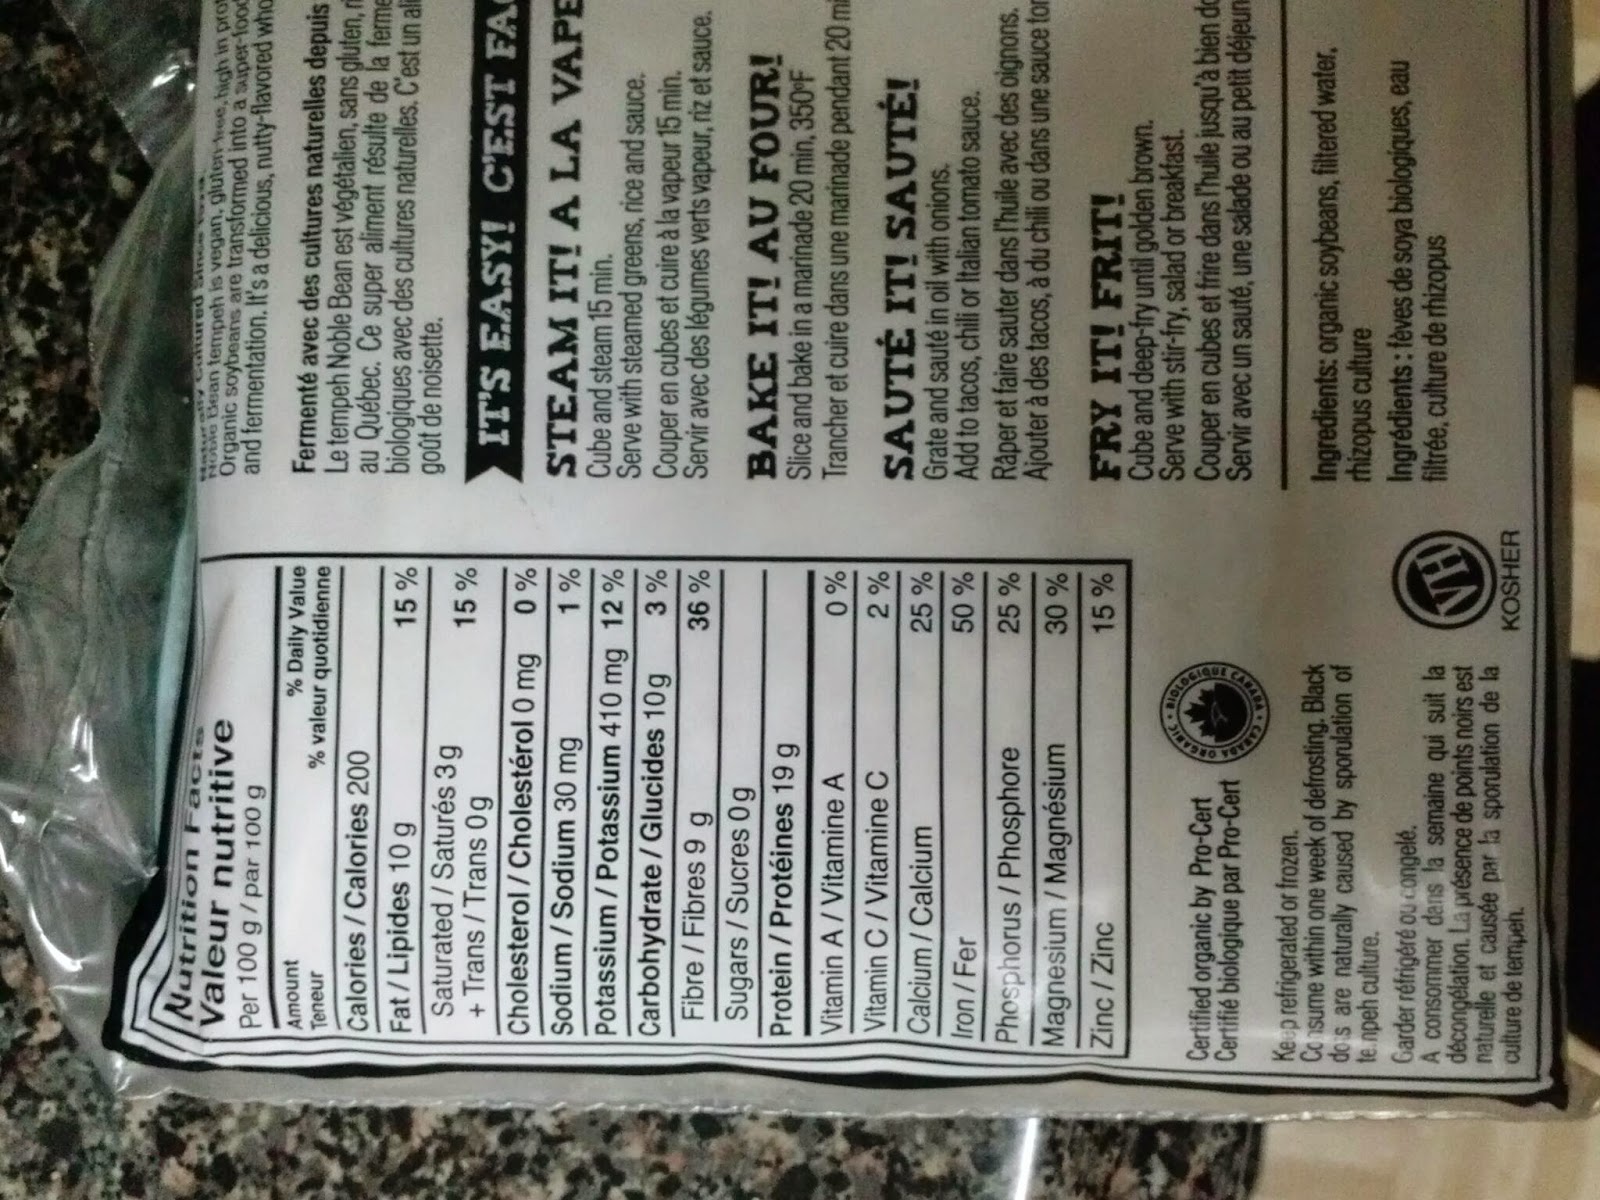 Nutrition Facts
Valeur nutritive
Per 100 g / par 100 g
Amount % Daily Value
Teneur % valeur quotidienne
Calories / Calories 200
Fat / Lipides 10 g 15 %
Saturated / Saturés 3 g
+ Trans / Trans 0 g 15 %
Cholesterol / Cholestérol 0 mg 0 %
Sodium / Sodium 30 mg 1 %
Potassium / Potassium 410 mg 12 %
Carbohydrate / Glucides 10g 3 %
Fibre / Fibres 9 g 36 %
Sugars / Sucres 0g
Protein / Protéines 19 g
Vitamin A / Vitamine A 0 %
Vitamin C / Vitamine C 2 %
Calcium / Calcium 25 %
Iron / Fer 50 %
Phosphorus / Phosphore 25 %
Magnesium / Magnésium 30 %
Zinc / Zinc 15 %
Certified organic by Pro-Cert
Certifié biologique par Pro-Cert
CANADA ORGANIC • BIOLOGIQUE CANADA
Keep refrigerated or frozen.
Consume within one week of defrosting. Black
dots are naturally caused by sporulation of
tempeh culture.
Garder réfrigéré ou congelé.
A consommer dans la semaine qui suit la
décongélation. La présence de points noirs est
naturelle et causée par la sporulation de la
culture de tempeh.
KOSHER
Naturally Cultured Since
Noble Bean tempeh is vegan, gluten-free, high in
Organic soybeans are transformed into a super-food
and fermentation. It's a delicious, nutty-flavored
Fermenté avec des cultures naturelles depuis
Le tempeh Noble Bean est végétalien, sans gluten,
au Québec. Ce super aliment résulte de la
biologiques avec des cultures naturelles. C'est un
goût de noisette.
IT'S EASY! C'EST
STEAM IT! A LA
Cube and steam 15 min.
Serve with steamed greens, rice and sauce.
Couper en cubes et cuire à la vapeur 15 min.
Servir avec des légumes verts vapeur, riz et sauce.
BAKE IT! AU FOUR!
Slice and bake in a marinade 20 min, 350°F
Trancher et cuire dans une marinade pendant 20
SAUTÉ IT! SAUTÉ!
Grate and sauté in oil with onions.
Add to tacos, chili or Italian tomato sauce.
Raper et faire sauter dans l'huile avec des oignons.
Ajouter à des tacos, à du chili ou dans une sauce
FRY IT! FRIT!
Cube and deep-fry until golden brown.
Serve with stir-fry, salad or breakfast.
Couper en cubes et frire dans l'huile jusqu'à bien
Servir avec un sauté, une salade ou au petit
Ingredients: organic soybeans, filtered water,
rhizopus culture
Ingrédients : fèves de soya biologiques, eau
filtrée, culture de rhizopus